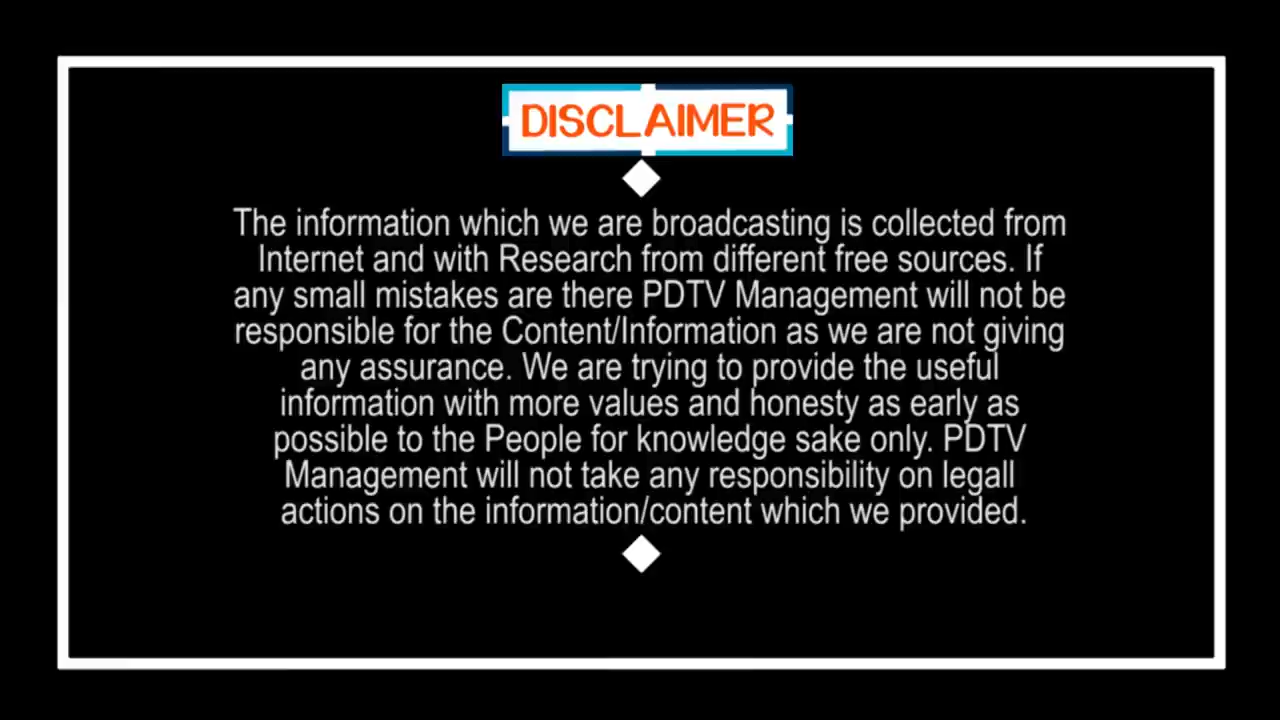 DISCLAIMER
The information which we are broadcasting is collected from
Internet and with Research from different free sources. If
any small mistakes are there PDTV Management will not be
responsible for the Content/Information as we are not giving
any assurance. We are trying to provide the useful
information with more values and honesty as early as
possible to the People for knowledge sake only. PDTV
Management will not take any responsibility on legall
actions on the information/content which we provided.